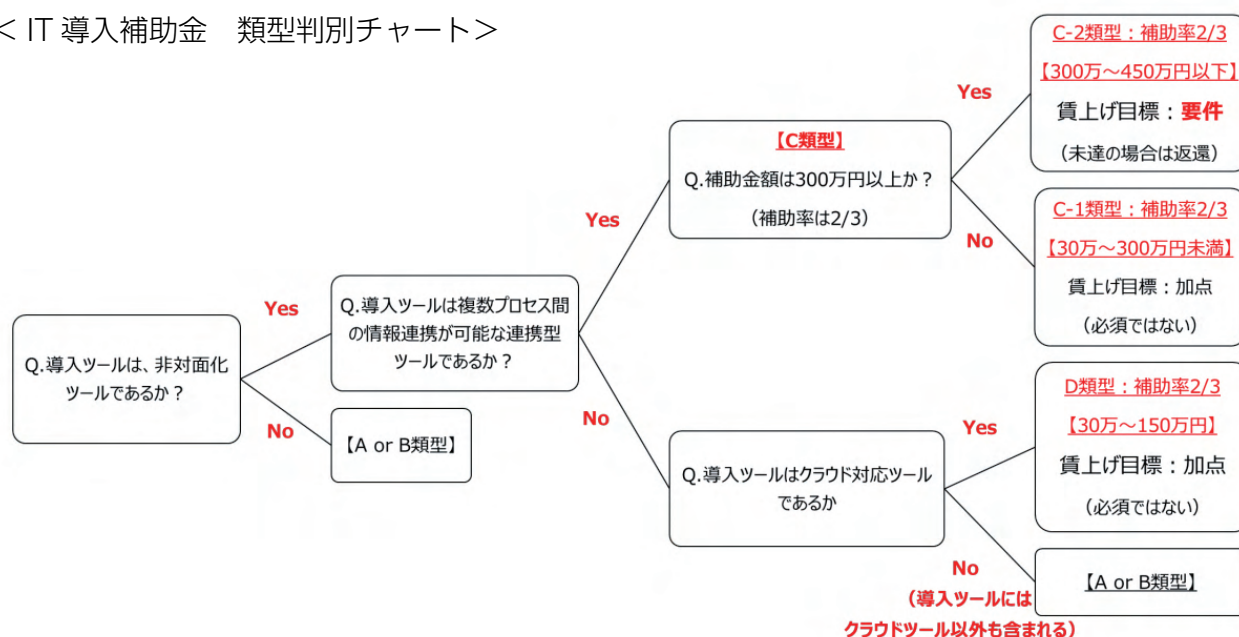 ＜IT導入補助金　類型判別チャート＞
Q.導入ツールは、非対面化
ツールであるか？
Yes
No
Q.導入ツールは複数プロセス間
の情報連携が可能な連携型
ツールであるか？
【A or B類型】
Yes
No
【C類型】
Q.補助金額は300万円以上か？
（補助率は2/3）
Yes
No
C-2類型：補助率2/3
【300万～450万円以下】
賃上げ目標：要件
（未達の場合は返還）
C-1類型：補助率2/3
【30万～300万円未満】
賃上げ目標：加点
（必須ではない）
Q.導入ツールはクラウド対応ツール
であるか
Yes
No
（導入ツールには
クラウドツール以外も含まれる）
D類型：補助率2/3
【30万～150万円】
賃上げ目標：加点
（必須ではない）
【A or B類型】